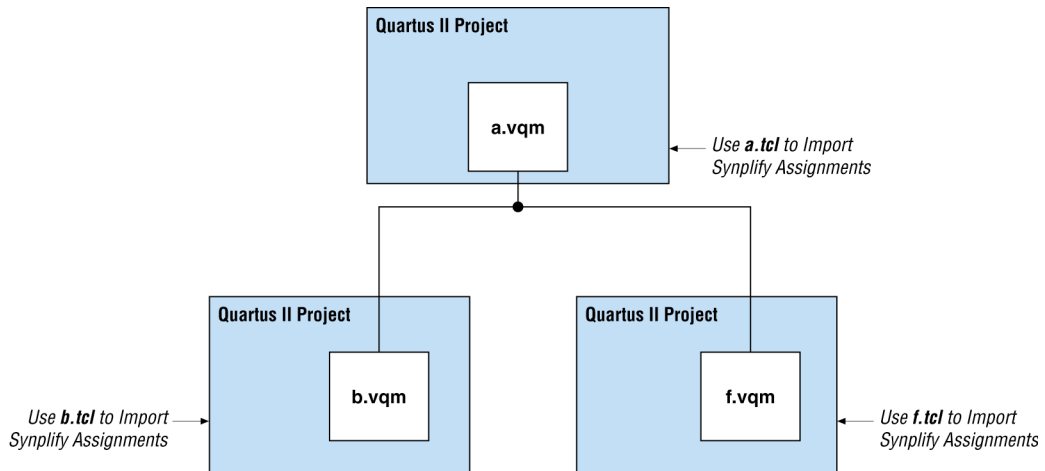 Quartus II Project
a.vqm
Use a.tcl to Import
Synplify Assignments
Quartus II Project
b.vqm
Use b.tcl to Import
Synplify Assignments
Quartus II Project
f.vqm
Use f.tcl to Import
Synplify Assignments